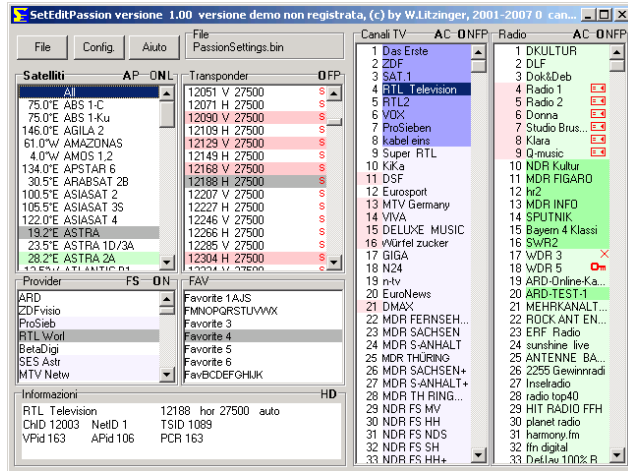 SetEditPassion versione 1.00 versione demo non registrata, (c) by W.Litzinger, 2001-2007 0 can...
File
Config.
Aiuto
File
PassionSettings.bin
Satelliti AP ONL
All
75.0°E ABS 1-C
75.0°E ABS 1-Ku
146.0°E AGILA 2
61.0°W AMAZONAS
4.0°W AMOS 1,2
134.0°E APSTAR 6
30.5°E ARABSAT 2B
100.5°E ASIASAT 2
105.5°E ASIASAT 3S
122.0°E ASIASAT 4
19.2°E ASTRA
23.5°E ASTRA 1D/3A
28.2°E ASTRA 2A
Transponder OFP
12051 V 27500 S
12071 H 27500 S
12090 V 27500 S
12109 H 27500 S
12129 V 27500 S
12149 H 27500 S
12168 V 27500 S
12188 H 27500 S
12207 V 27500 S
12227 H 27500 S
12246 V 27500 S
12266 H 27500 S
12285 V 27500 S
12304 H 27500 S
Provider FS ON
ARD
ZDFvisio
ProSieb
RTL Worl
BetaDigi
SES Astr
MTV Netw
FAV
Favorite 1AJS
FMNOPQRSTUVWX
Favorite 3
Favorite 4
Favorite 5
Favorite 6
FavBCDEFGHIJK
Informazioni HD
RTL Television 12188 hor 27500 auto
ChID 12003 NetID 1 TSID 1089
VPid 163 APid 106 PCR 163
Canali TV AC ONFP
1 Das Erste
2 ZDF
3 SAT.1
4 RTL Television
5 RTL2
6 VOX
7 ProSieben
8 kabel eins
9 Super RTL
10 KiKa
11 DSF
12 Eurosport
13 MTV Germany
14 VIVA
15 DELUXE MUSIC
16 Würfel zucker
17 GIGA
18 N24
19 n-tv
20 EuroNews
21 DMAX
22 MDR FERNSEH...
23 MDR SACHSEN
24 MDR S-ANHALT
25 MDR THÜRING
26 MDR SACHSEN+
27 MDR S-ANHALT+
28 MDR TH RING...
29 NDR FS MV
30 NDR FS HH
31 NDR FS NDS
32 NDR FS SH
33 NDR FS HH+
Radio AC ONFP
1 DKULTUR
2 DLF
3 Dok&Deb
4 Radio 1
5 Radio 2
6 Donna
7 Studio Brus...
8 Klara
9 Q-music
10 NDR Kultur
11 MDR FIGARO
12 hr2
13 MDR INFO
14 SPUTNIK
15 Bayern 4 Klassi
16 SWR2
17 WDR 3
18 WDR 5
19 ARD-Online-Ka...
20 ARD-TEST-1
21 MEHRKANALT...
22 ROCK ANT EN...
23 ERF Radio
24 sunshine live
25 ANTENNE BA...
26 2255 Gewinnradi
27 Inselradio
28 radio top40
29 HIT RADIO FFH
30 planet radio
31 harmony.fm
32 ffn digital
33 DefJay 100% R